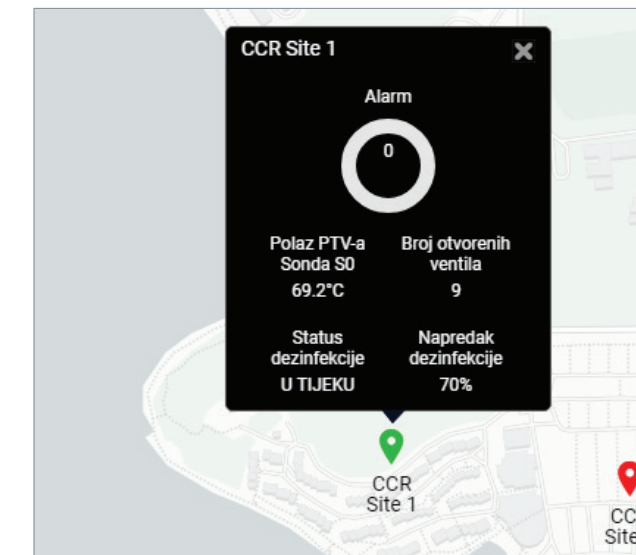 CCR Site 1
Alarm
0
Polaz PTV-a
Sonda S0
69.2°C
Broj otvorenih
ventila
9
Status
dezinfekcije
U TIJEKU
Napredak
dezinfekcije
70%
CCR
Site 1
CC
Site